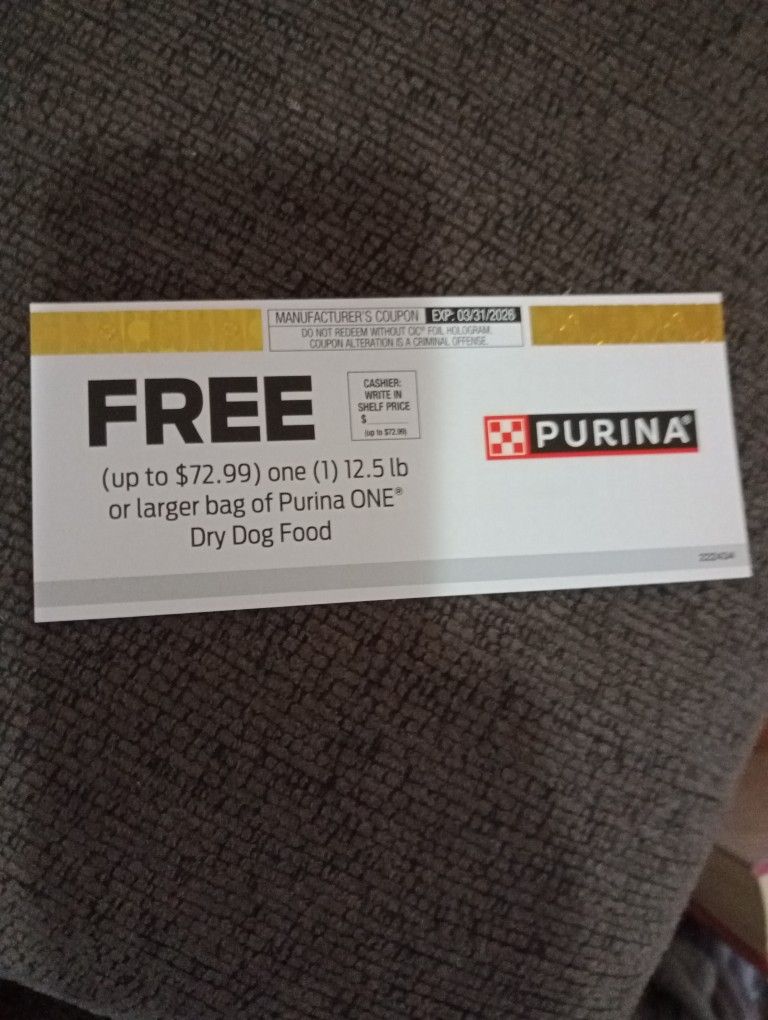 MANUFACTURER'S COUPON EXP: 03/31/2026
DO NOT REDEEM WITHOUT CIC® FOIL HOLOGRAM.
COUPON ALTERATION IS A CRIMINAL OFFENSE.
FREE
CASHIER:
WRITE IN
SHELF PRICE
$
(up to $72.99)
(up to $72.99) one (1) 12.5 lb
or larger bag of Purina ONE®
Dry Dog Food
PURINA®